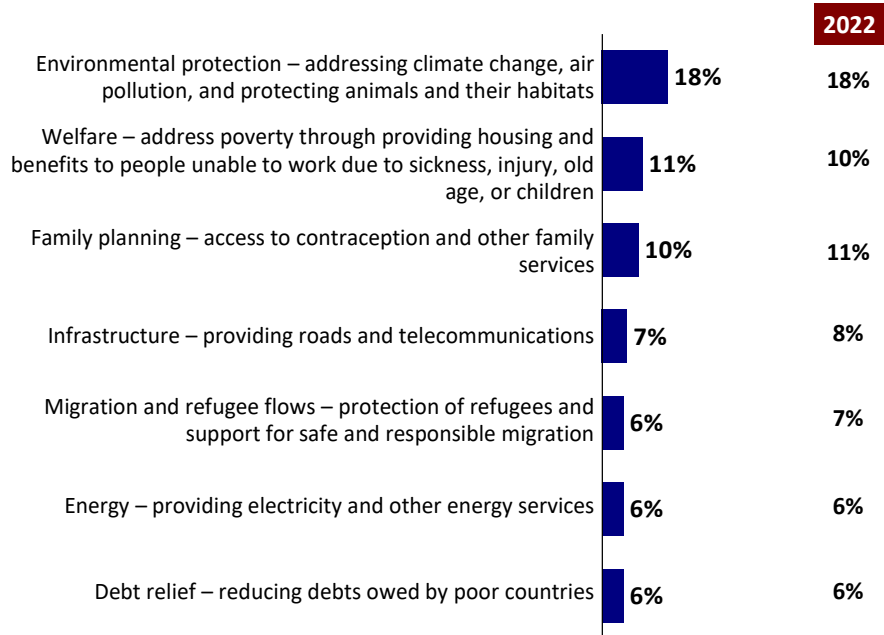 2022
Environmental protection – addressing climate change, air
pollution, and protecting animals and their habitats
18%
18%
Welfare – address poverty through providing housing and
benefits to people unable to work due to sickness, injury, old
age, or children
11%
10%
Family planning – access to contraception and other family
services
10%
11%
Infrastructure – providing roads and telecommunications
7%
8%
Migration and refugee flows – protection of refugees and
support for safe and responsible migration
6%
7%
Energy – providing electricity and other energy services
6%
6%
Debt relief – reducing debts owed by poor countries
6%
6%